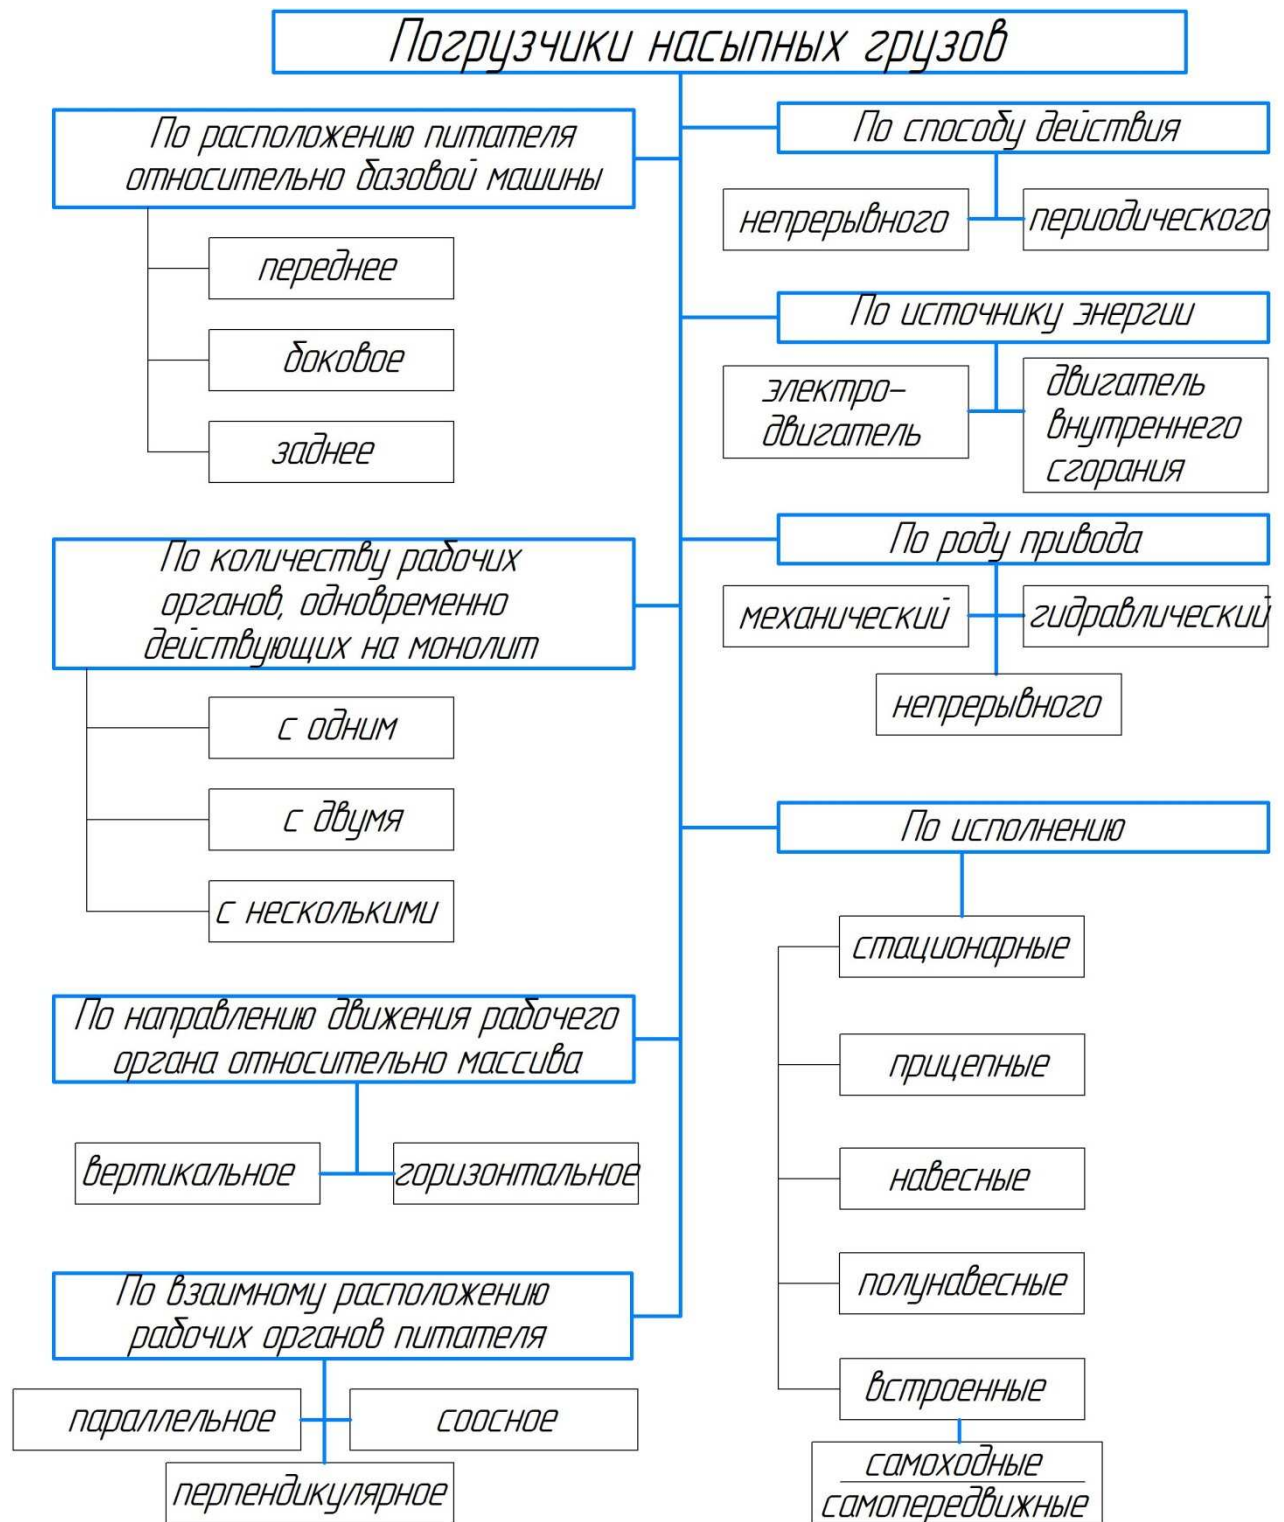 Погрузчики насыпных грузов
По расположению питателя
относительно базовой машины
переднее
боковое
заднее
По количеству рабочих
органов, одновременно
действующих на монолит
с одним
с двумя
с несколькими
По направлению движения рабочего
органа относительно массива
вертикальное
горизонтальное
По взаимному расположению
рабочих органов питателя
параллельное
соосное
перпендикулярное
По способу действия
непрерывного
периодического
По источнику энергии
электро-
двигатель
двигатель
внутреннего
сгорания
По роду привода
механический
гидравлический
непрерывного
По исполнению
стационарные
прицепные
навесные
полунавесные
встроенные
самоходные
самопередвижные